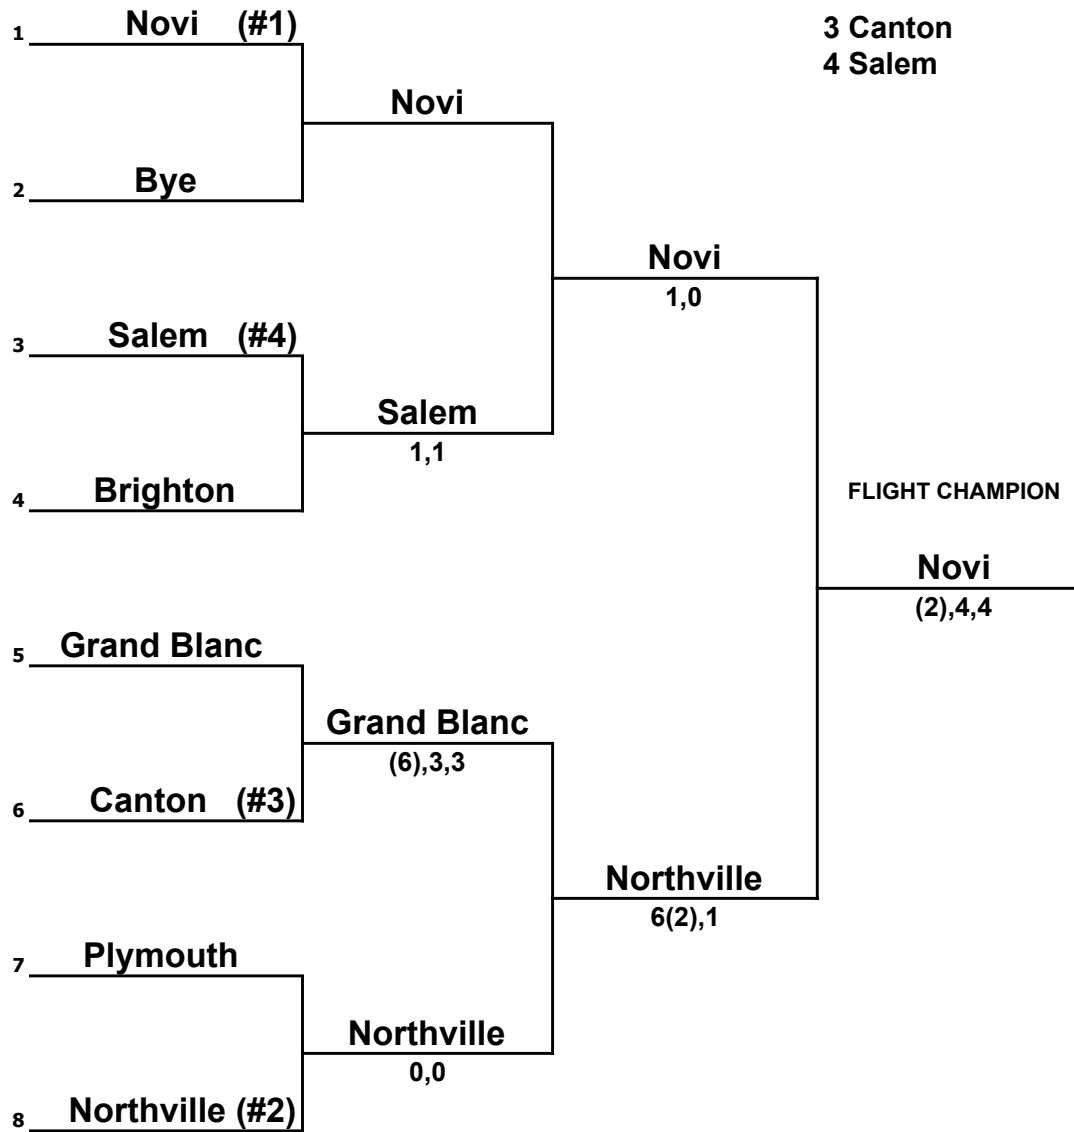 1 Novi (#1)
3 Canton
4 Salem
Novi
2 Bye
Novi
1,0
3 Salem (#4)
Salem
1,1
4 Brighton
FLIGHT CHAMPION
Novi
(2),4,4
5 Grand Blanc
Grand Blanc
(6),3,3
6 Canton (#3)
Northville
6(2),1
7 Plymouth
Northville
0,0
8 Northville (#2)